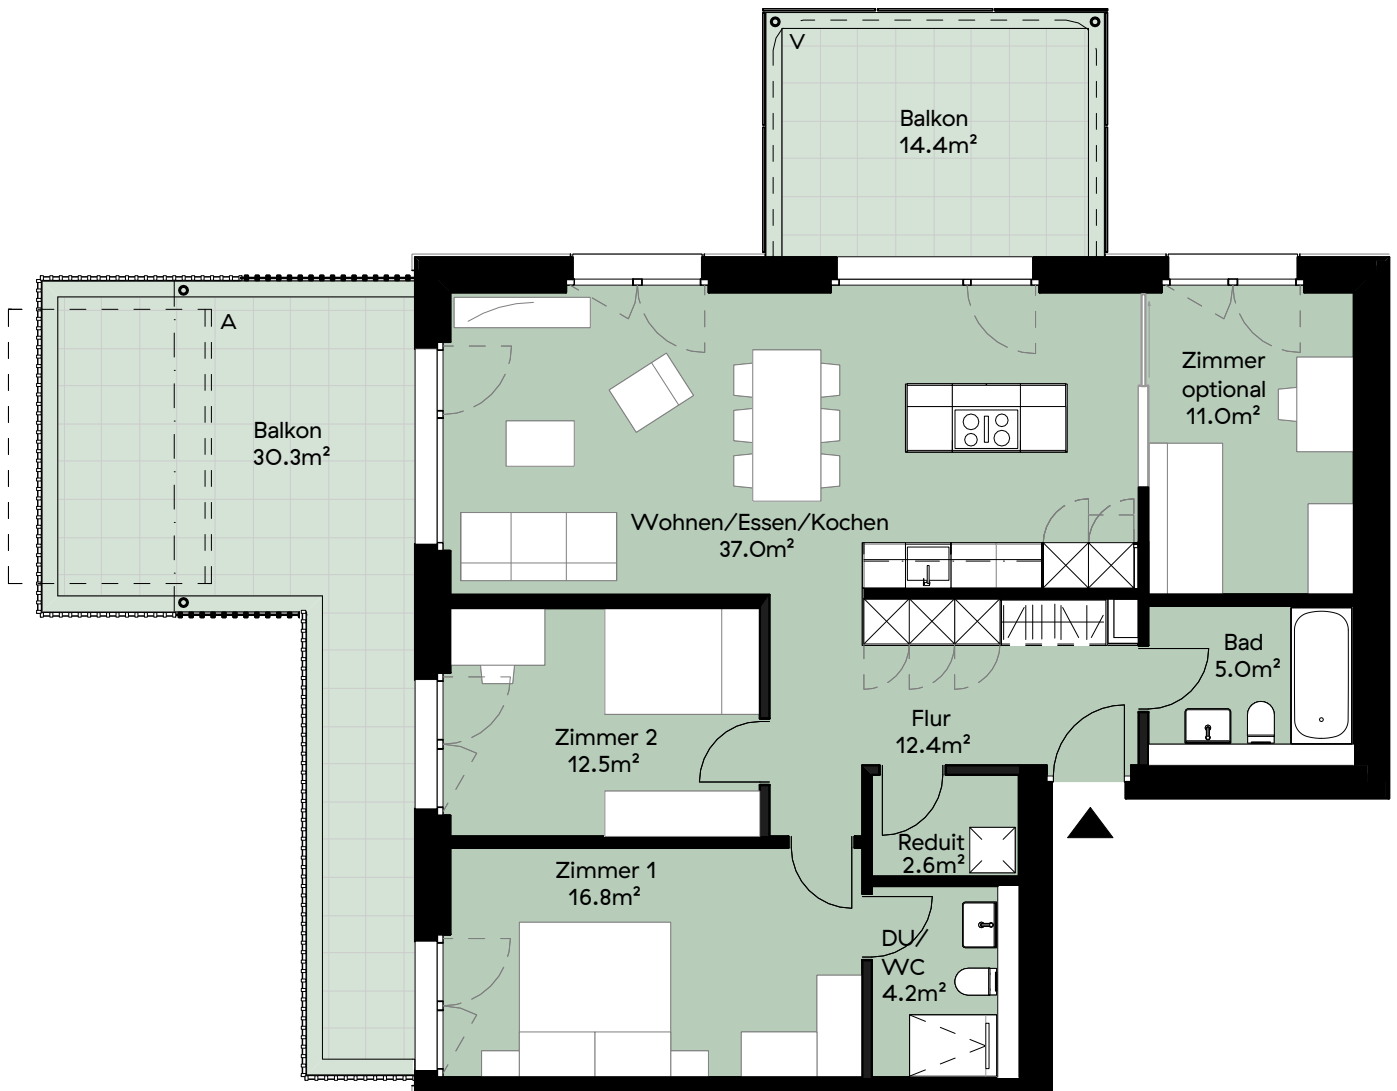 V
Balkon
14.4m²
A
Balkon
30.3m²
Zimmer
optional
11.0m²
Wohnen/Essen/Kochen
37.0m²
Bad
5.0m²
Flur
12.4m²
Zimmer 2
12.5m²
Reduit
2.6m²
Zimmer 1
16.8m²
DU/
WC
4.2m²